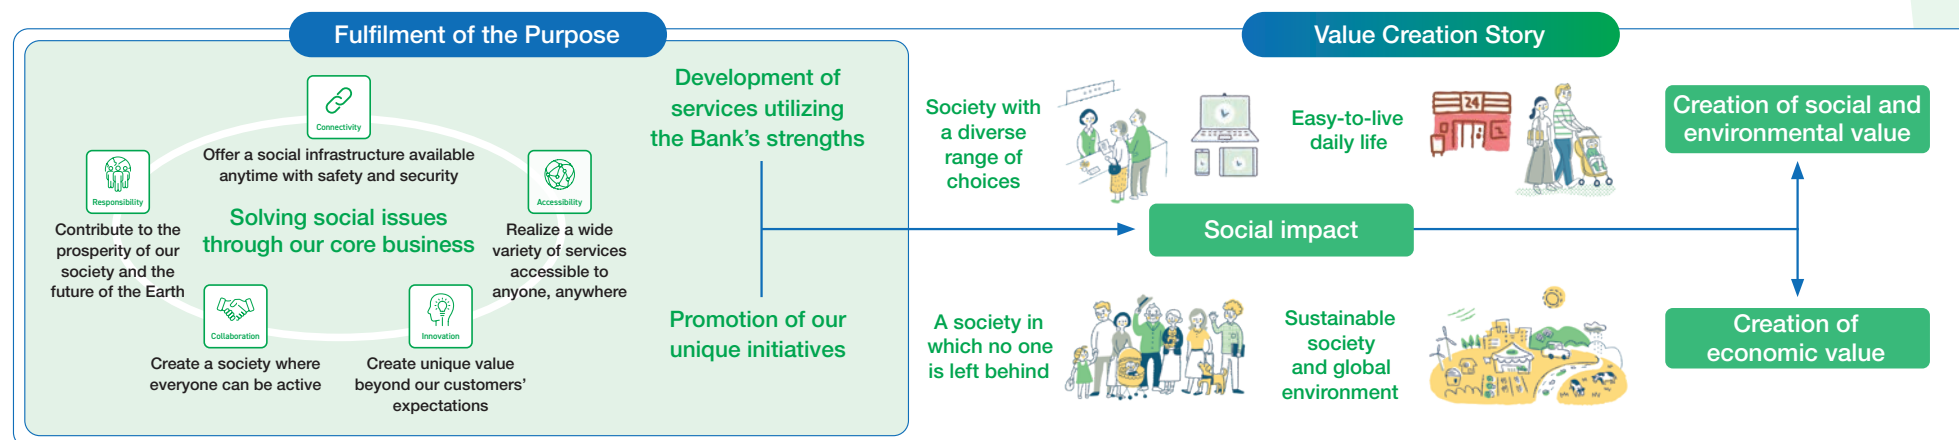 Fulfilment of the Purpose
Connectivity
Offer a social infrastructure available
anytime with safety and security
Responsibility
Contribute to the
prosperity of our
society and the
future of the Earth
Solving social issues
through our core business
Accessibility
Realize a wide
variety of services
accessible to
anyone, anywhere
Collaboration
Create a society where
everyone can be active
Innovation
Create unique value
beyond our customers’
expectations
Development of
services utilizing
the Bank’s strengths
Promotion of our
unique initiatives
Value Creation Story
Society with
a diverse
range of
choices
Easy-to-live
daily life
24
Social impact
A society in
which no one
is left behind
Sustainable
society
and global
environment
Creation of social and
environmental value
Creation of
economic value